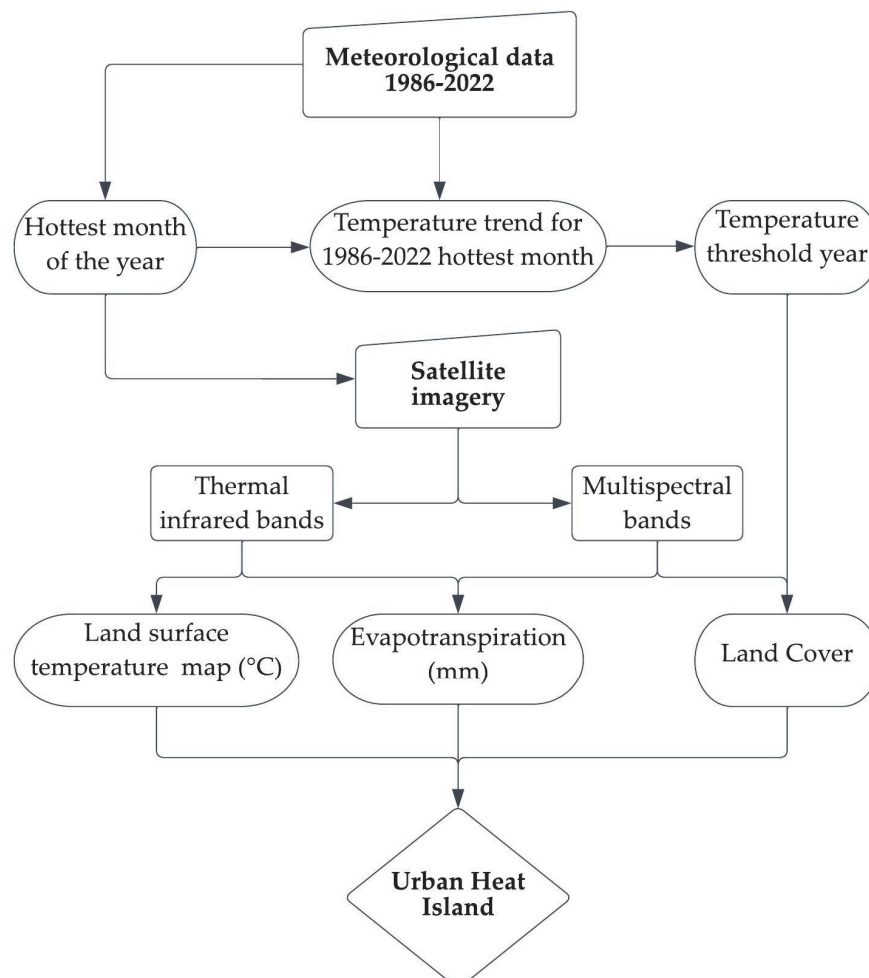 Meteorological data
1986-2022
Hottest month
of the year
Temperature trend for
1986-2022 hottest month
Temperature
threshold year
Satellite
imagery
Thermal
infrared bands
Multispectral
bands
Land surface
temperature map (°C)
Evapotranspiration
(mm)
Land Cover
Urban Heat
Island